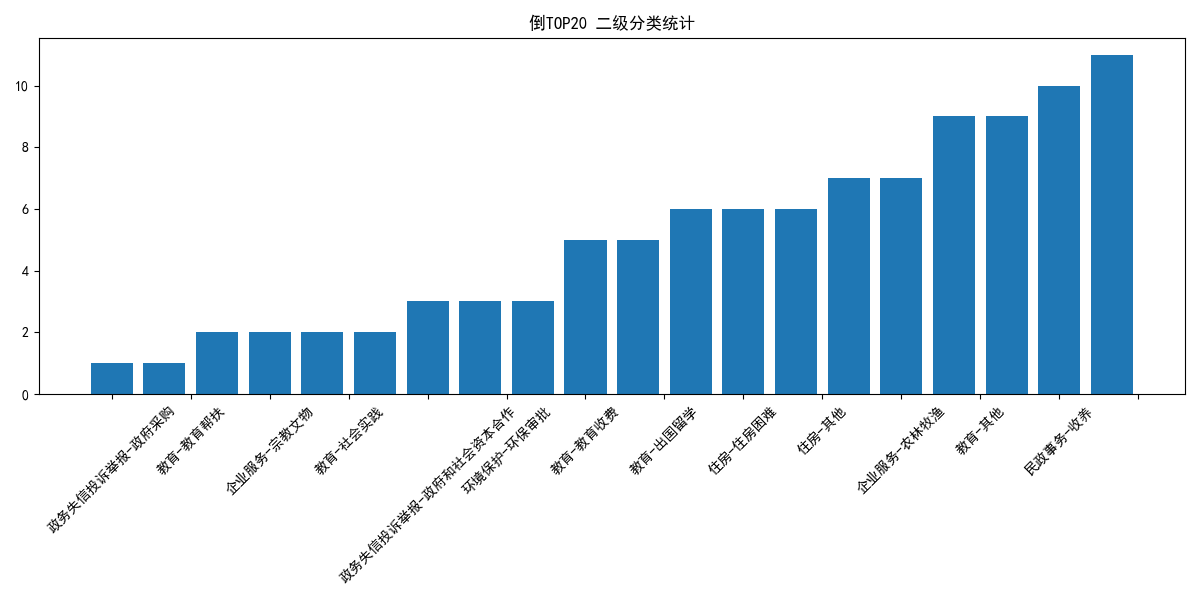 倒TOP20 二级分类统计
10
8
6
4
2
0
政务失信投诉举报-政府采购
教育-教育帮扶
企业服务-宗教文物
教育-社会实践
政务失信投诉举报-政府和社会资本合作
环境保护-环保审批
教育-教育收费
教育-出国留学
住房-住房困难
住房-其他
企业服务-农林牧渔
教育-其他
民政事务-收养